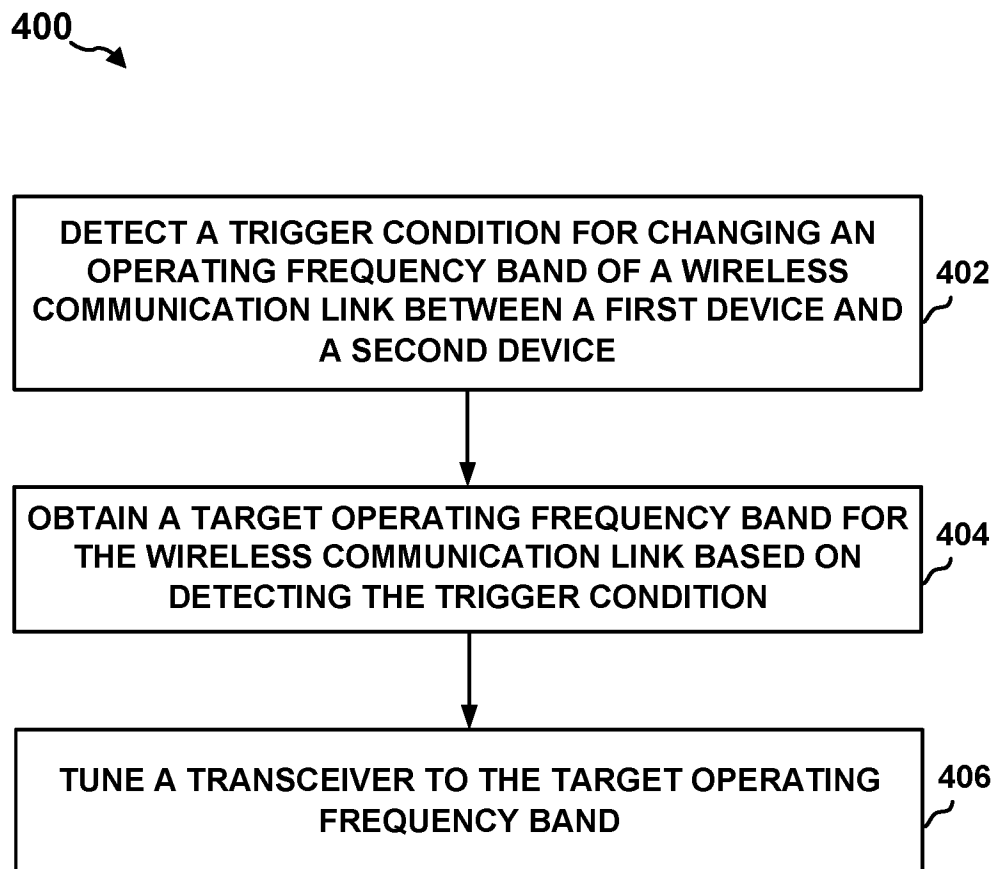 400
DETECT A TRIGGER CONDITION FOR CHANGING AN
OPERATING FREQUENCY BAND OF A WIRELESS
COMMUNICATION LINK BETWEEN A FIRST DEVICE AND
A SECOND DEVICE
402
OBTAIN A TARGET OPERATING FREQUENCY BAND FOR
THE WIRELESS COMMUNICATION LINK BASED ON
DETECTING THE TRIGGER CONDITION
404
TUNE A TRANSCEIVER TO THE TARGET OPERATING
FREQUENCY BAND
406